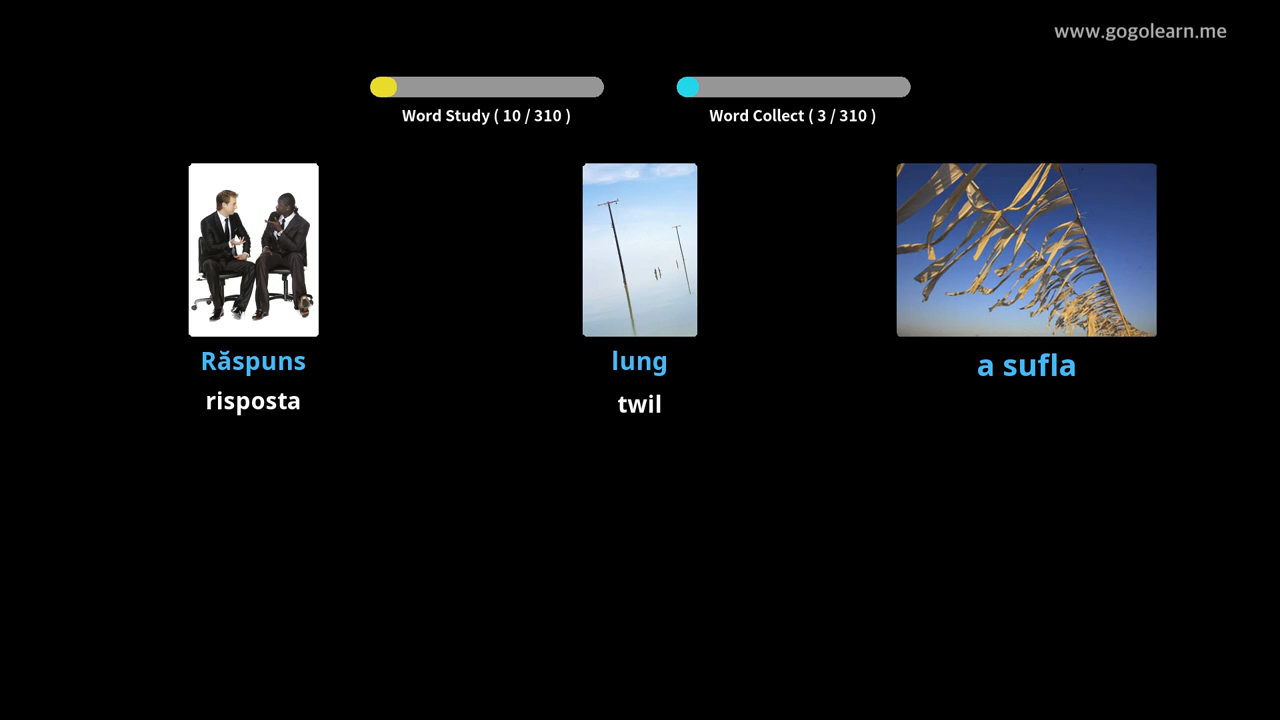 www.gogolearn.me
Word Study ( 10 / 310 )
Word Collect ( 3 / 310 )
Răspuns
risposta
lung
twil
a sufla